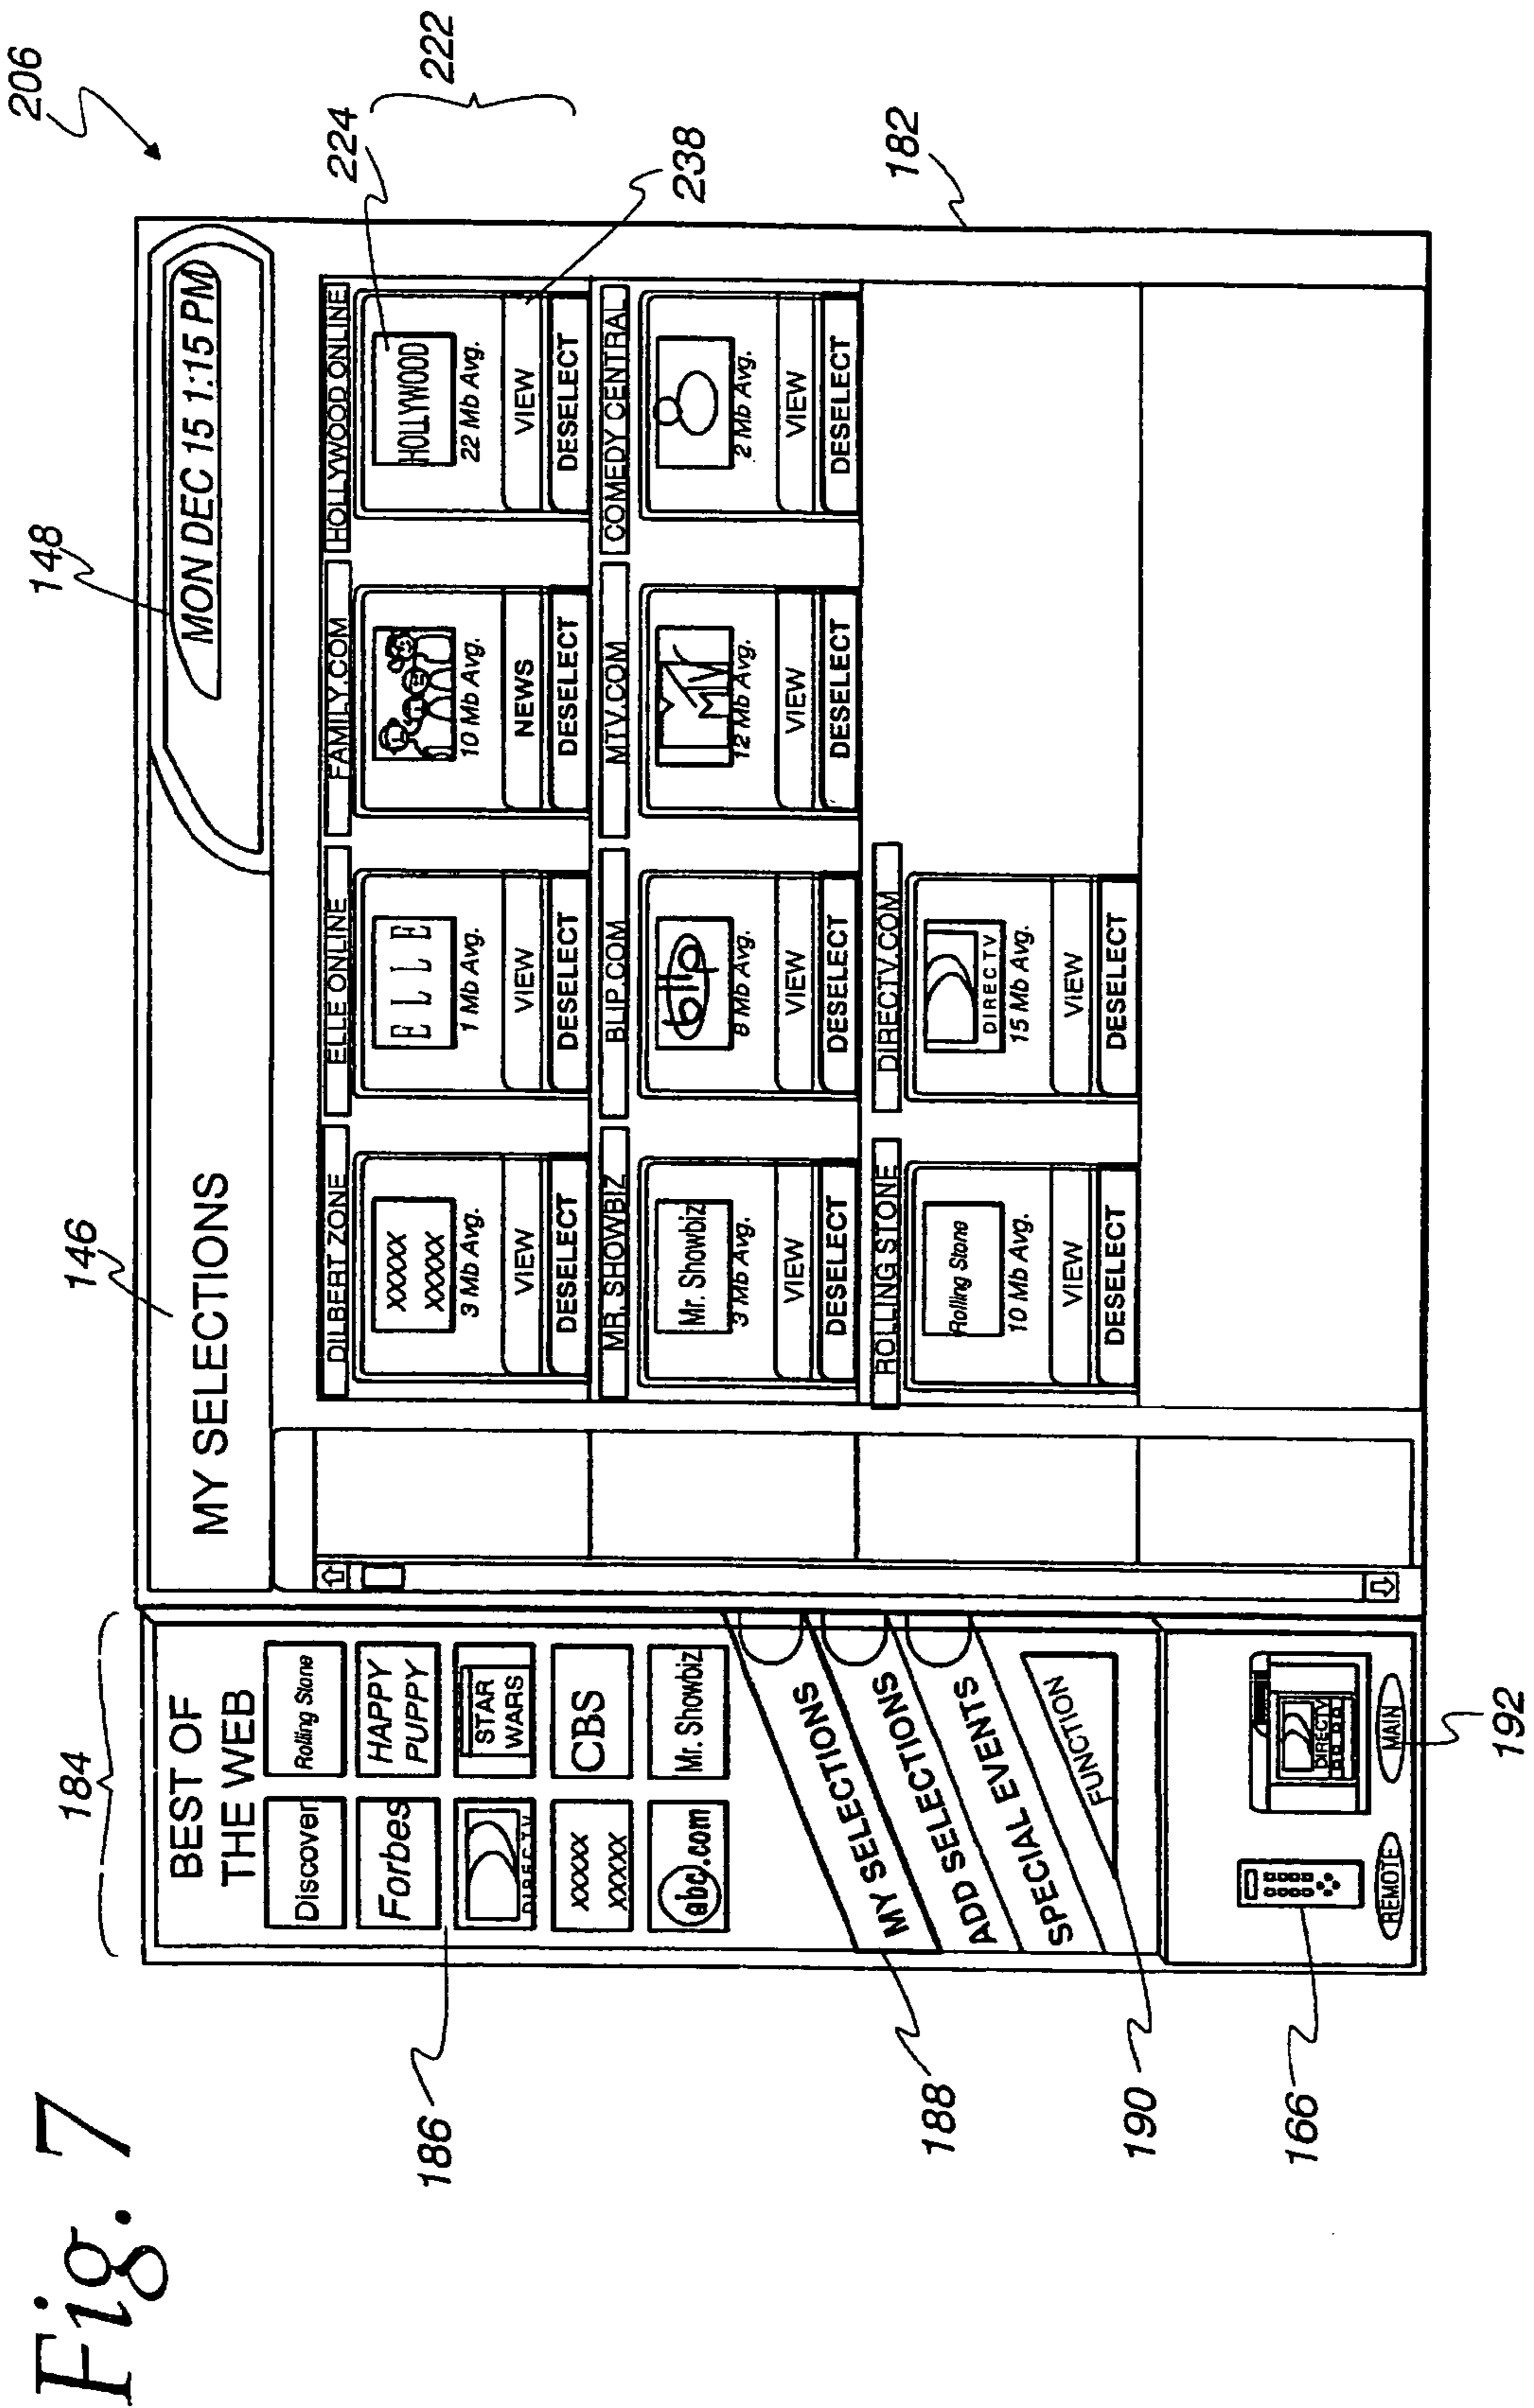 Fig. 7
206
184
146
148
BEST OF
THE WEB
MY SELECTIONS
MON DEC 15 1:15 PM
224
222
238
182
186
188
190
166
192
Discover
Rolling Stone
Forbes
HAPPY
PUPPY
DIRECTV
STAR
WARS
XXXXX
XXXXX
CBS
abc.com
Mr. Showbiz
MY SELECTIONS
ADD SELECTIONS
SPECIAL EVENTS
FUNCTION
REMOTE
DIRECTV
MAIN
DILBERT ZONE
ELLE ONLINE
FAMILY.COM
HOLLYWOOD ONLINE
XXXXX
XXXXX
ELLE
HOLLYWOOD
3 Mb Avg.
1 Mb Avg.
10 Mb Avg.
22 Mb Avg.
VIEW
VIEW
NEWS
VIEW
DESELECT
DESELECT
DESELECT
DESELECT
MR. SHOWBIZ
BLIP.COM
MTV.COM
COMEDY CENTRAL
Mr. Showbiz
blip
MTV
3 Mb Avg.
8 Mb Avg.
12 Mb Avg.
2 Mb Avg.
VIEW
VIEW
VIEW
VIEW
DESELECT
DESELECT
DESELECT
DESELECT
ROLLING STONE
DIRECTV.COM
Rolling Stone
DIRECTV
10 Mb Avg.
15 Mb Avg.
VIEW
VIEW
DESELECT
DESELECT